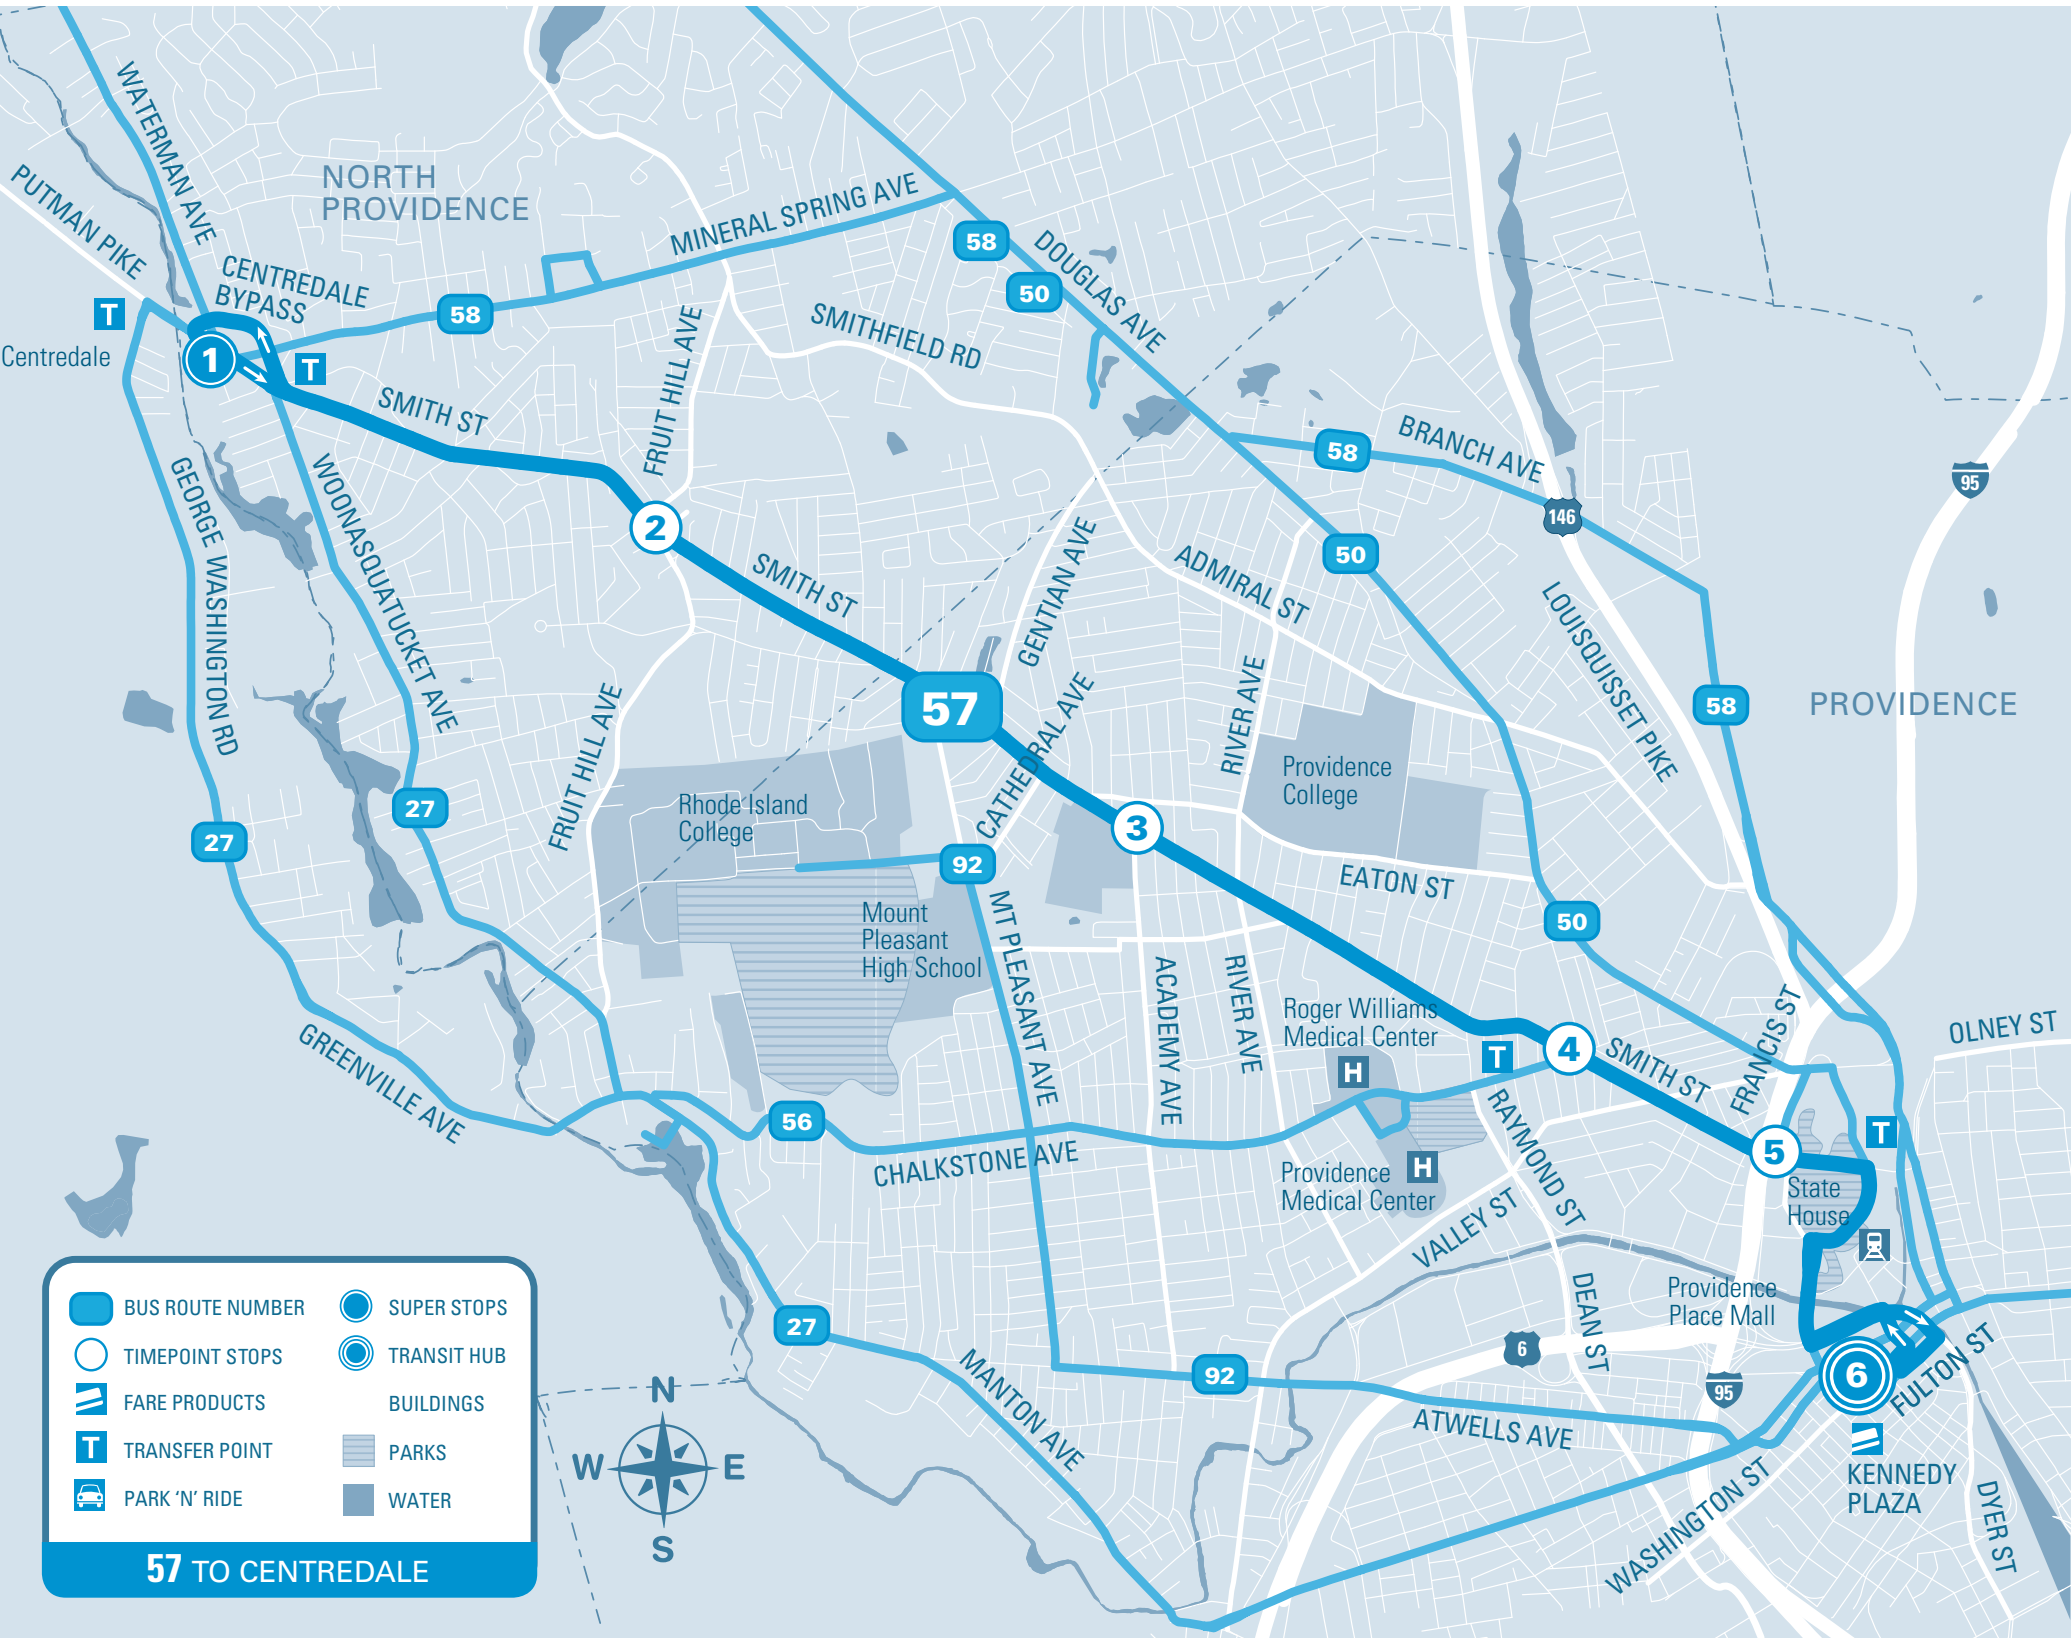 WATERMAN AVE
PUTMAN PIKE
NORTH
PROVIDENCE
CENTREDALE
BYPASS
MINERAL SPRING AVE
58
58
50
DOUGLAS AVE
T
Centredale
1
T
SMITH ST
FRUIT HILL AVE
SMITHFIELD RD
BRANCH AVE
58
146
95
GEORGE WASHINGTON RD
WOONASQUATUCKET AVE
2
SMITH ST
GENTIAN AVE
ADMIRAL ST
50
LOUISQUISSET PIKE
57
CATHEDRAL AVE
RIVER AVE
58
PROVIDENCE
FRUIT HILL AVE
Rhode Island
College
Providence
College
27
27
3
92
EATON ST
50
Mount
Pleasant
High School
MT PLEASANT AVE
ACADEMY AVE
RIVER AVE
Roger Williams
Medical Center
H
T
4
SMITH ST
FRANCIS ST
OLNEY ST
GREENVILLE AVE
56
CHALKSTONE AVE
RAYMOND ST
5
T
Providence
Medical Center
H
VALLEY ST
State
House
Providence
Place Mall
27
MANTON AVE
92
ATWELLS AVE
6
DEAN ST
95
6
FULTON ST
KENNEDY
PLAZA
WASHINGTON ST
DYER ST
N
W
E
S
BUS ROUTE NUMBER
SUPER STOPS
TIMEPOINT STOPS
TRANSIT HUB
FARE PRODUCTS
BUILDINGS
T
TRANSFER POINT
PARKS
PARK ‘N’ RIDE
WATER
57 TO CENTREDALE